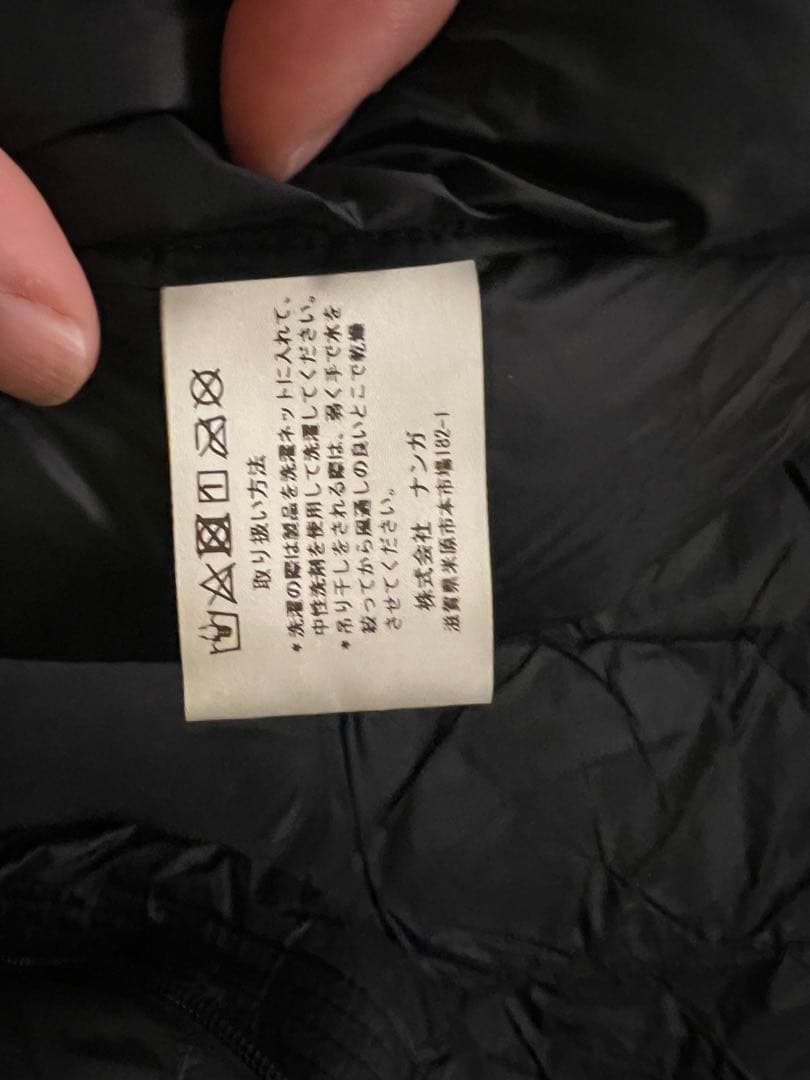 取り扱い方法
*洗濯の際は製品を洗濯ネットに入れて、
中性洗剤を使用して洗濯してください。
*吊り干しをされる際は、弱く手で水を
絞ってから風通しの良いとこで乾燥
させてください。
株式会社 ナンガ
滋賀県米原市本市場182-1